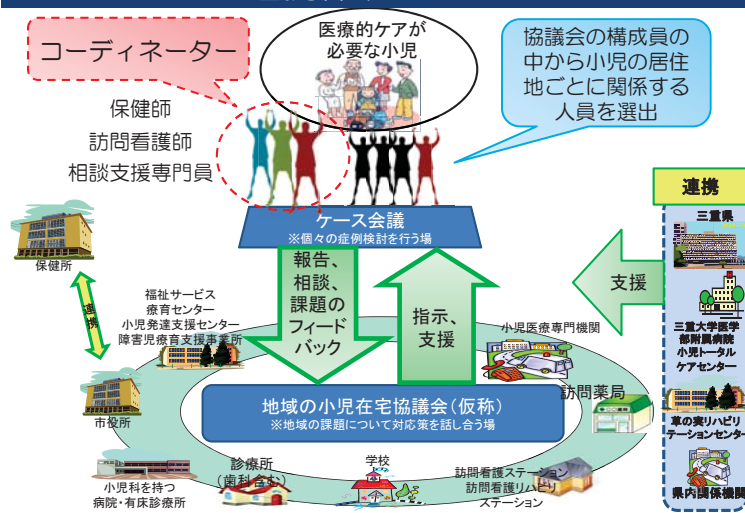 医療的ケアが
必要な小児
コーディネーター
協議会の構成員の
中から小児の居住
地ごとに関係する
人員を選出
保健師
訪問看護師
相談支援専門員
ケース会議
※個々の症例検討を行う場
連携
三重県
三重大学医学
部附属病院
小児トータル
ケアセンター
草の実リハビリ
テーションセンター
県内関係機関
支援
保健所
連携
市役所
報告、
相談、
課題の
フィード
バック
指示、
支援
福祉サービス
療育センター
小児発達支援センター
障害児療育支援事業所
小児医療専門機関
訪問薬局
地域の小児在宅協議会(仮称)
※地域の課題について対応策を話し合う場
小児科を持つ
病院・有床診療所
診療所
(歯科含む)
学校
訪問看護ステーション
訪問看護リハビリ
ステーション